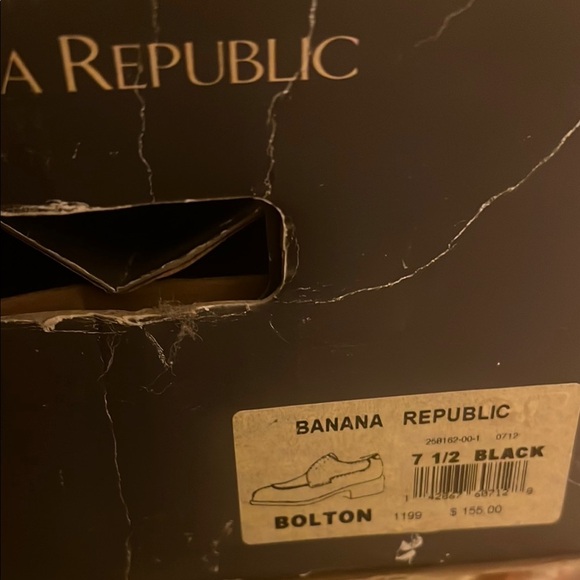 A REPUBLIC
BANANA REPUBLIC
258162-00-1 0712
7 1/2 BLACK
BOLTON 1199 $ 155.00